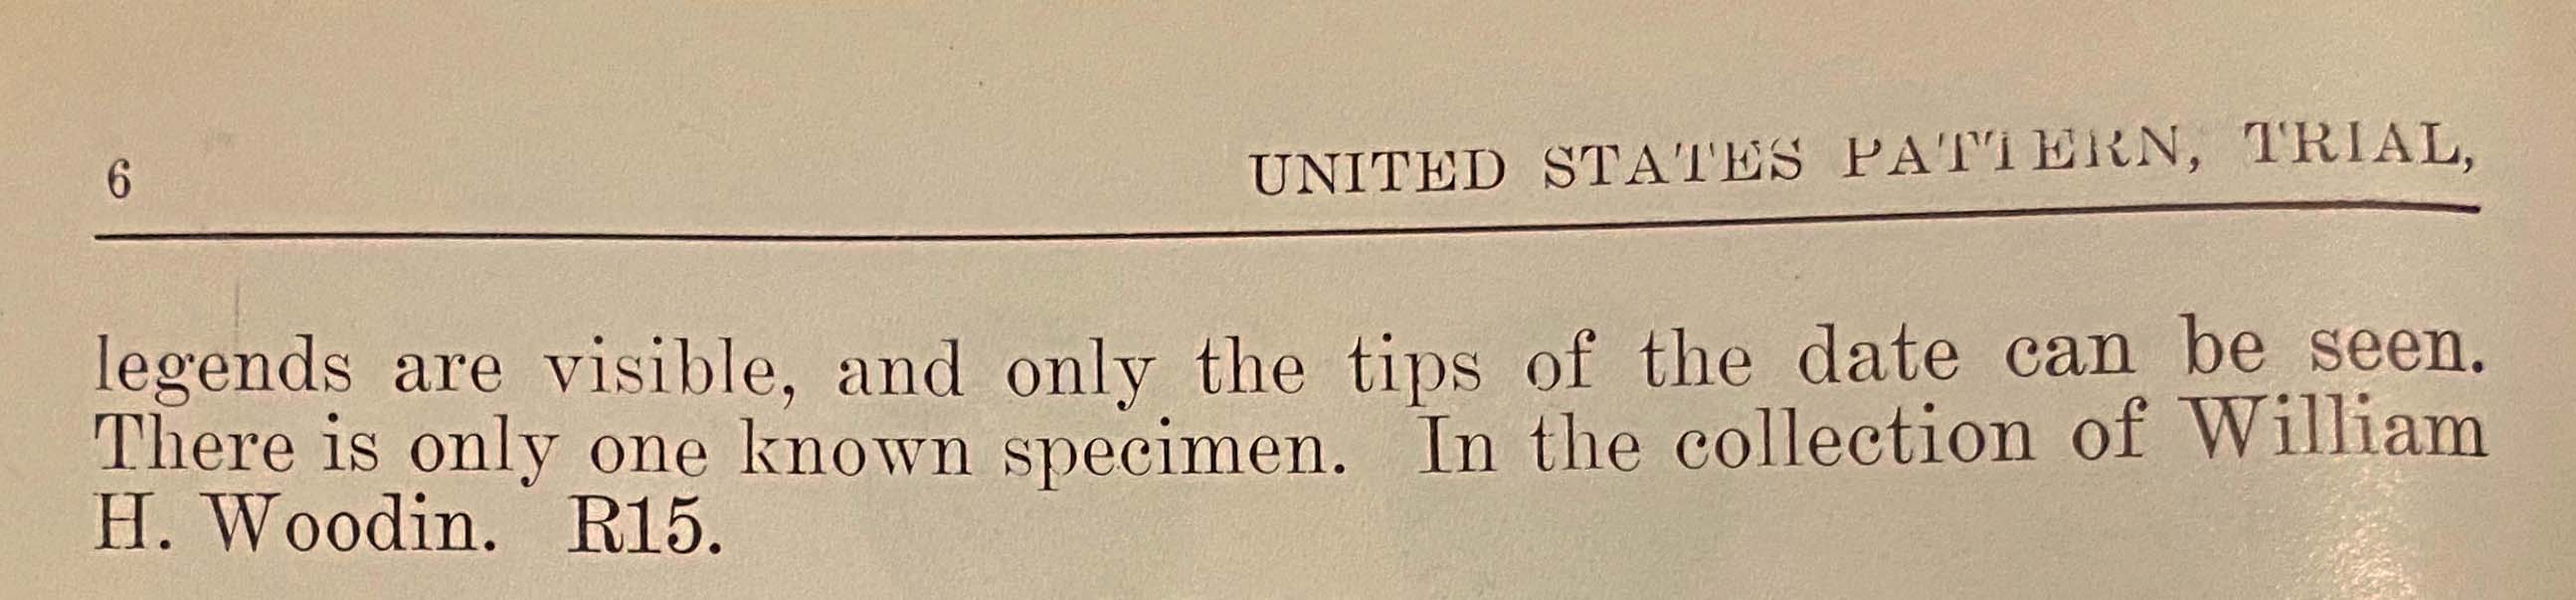 6 UNITED STATES PATTERN, TRIAL,
legends are visible, and only the tips of the date can be seen.
There is only one known specimen. In the collection of William
H. Woodin. R15.